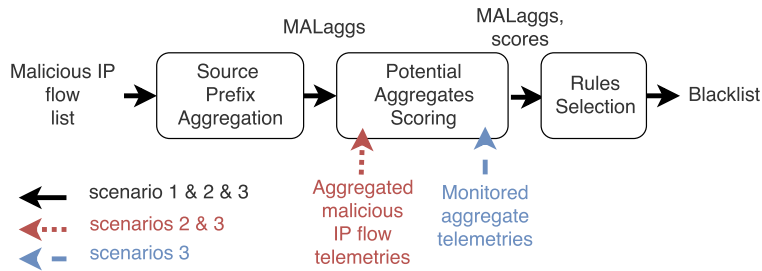 MALaggs
MALaggs,
scores
Malicious IP
flow
list
Source
Prefix
Aggregation
Potential
Aggregates
Scoring
Rules
Selection
Blacklist
Aggregated
malicious
IP flow
telemetries
Monitored
aggregate
telemetries
scenario 1 & 2 & 3
scenarios 2 & 3
scenarios 3